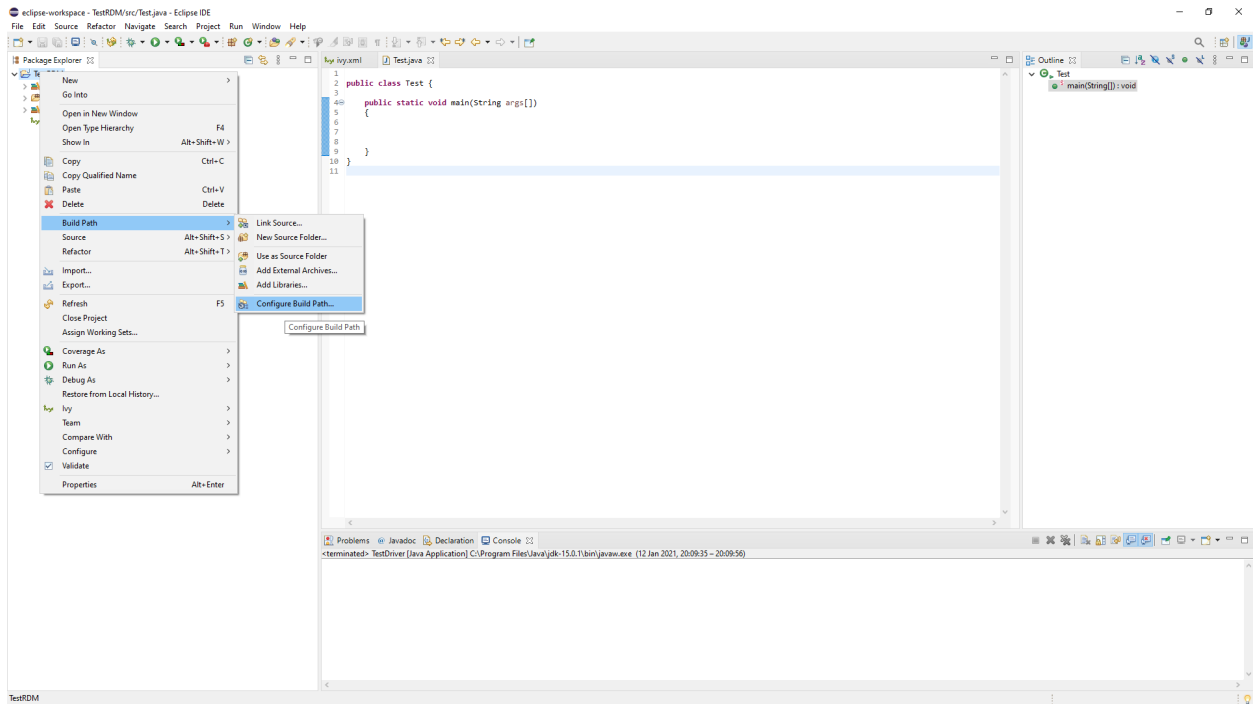 eclipse-workspace - TestRDM/src/Test.java - Eclipse IDE
File Edit Source Refactor Navigate Search Project Run Window Help
Package Explorer
New
Go Into
Open in New Window
Open Type Hierarchy F4
Show In Alt+Shift+W >
Copy Ctrl+C
Copy Qualified Name
Paste Ctrl+V
Delete Delete
Build Path >
Source Alt+Shift+S >
Refactor Alt+Shift+T >
Import...
Export...
Refresh F5
Close Project
Assign Working Sets...
Coverage As >
Run As >
Debug As >
Restore from Local History...
Ivy >
Team >
Compare With >
Configure >
Validate
Properties Alt+Enter
Link Source...
New Source Folder...
Use as Source Folder
Add External Archives...
Add Libraries...
Configure Build Path...
Configure Build Path
ivy.xml Test.java
1
2 public class Test {
3
4 public static void main(String args[])
5 {
6
7
8
9 }
10 }
11
Outline
Test
main(String[]) : void
Problems Javadoc Declaration Console
<terminated> TestDriver [Java Application] C:\Program Files\Java\jdk-15.0.1\bin\javaw.exe (12 Jan 2021, 20:09:35 – 20:09:56)
TestRDM